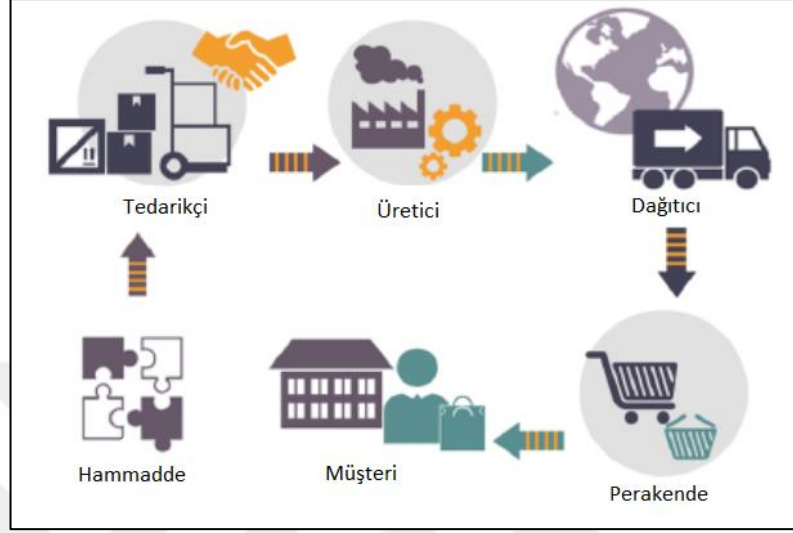 Tedarikçi
Üretici
Dağıtıcı
Hammadde
Müşteri
Perakende